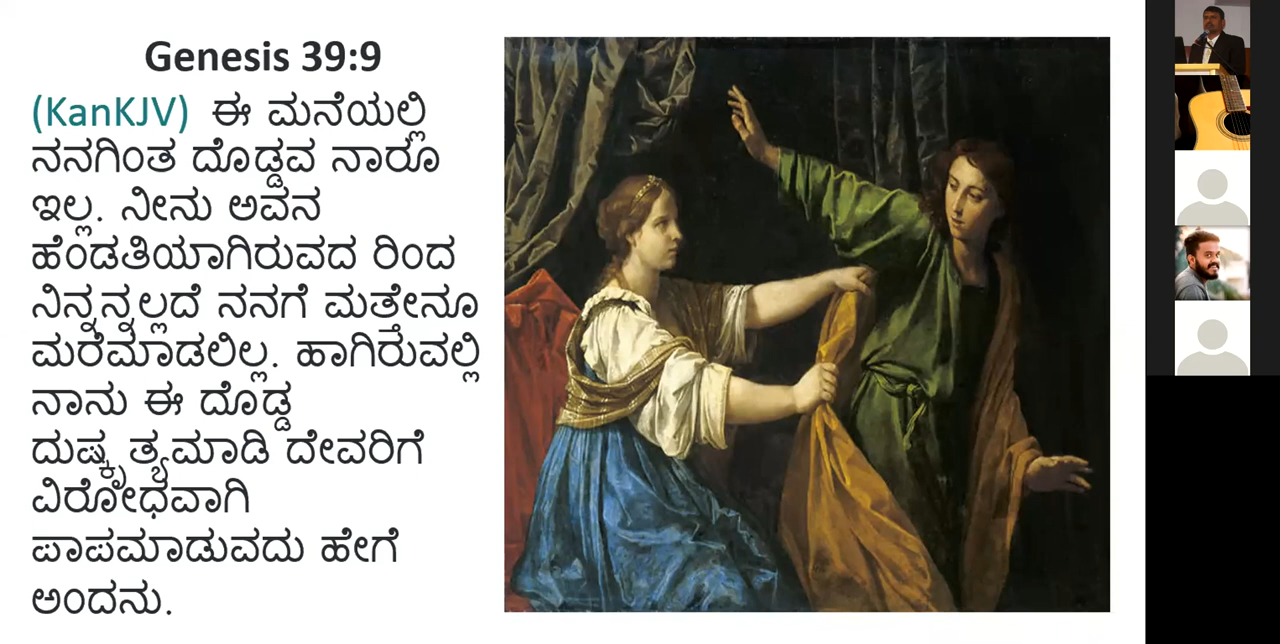 Genesis 39:9
(KanKJV) ಈ ಮನೆಯಲ್ಲಿ
ನನಗಿಂತ ದೊಡ್ಡವ ನಾರೂ
ಇಲ್ಲ. ನೀನು ಅವನ
ಹೆಂಡತಿಯಾಗಿರುವದ ರಿಂದ
ನಿನ್ನನ್ನಲ್ಲದೆ ನನಗೆ ಮತ್ತೇನೂ
ಮರೆಮಾಡಲಿಲ್ಲ. ಹಾಗಿರುವಲ್ಲಿ
ನಾನು ಈ ದೊಡ್ಡ
ದುಷ್ಕೃತ್ಯಮಾಡಿ ದೇವರಿಗೆ
ವಿರೋಧವಾಗಿ
ಪಾಪಮಾಡುವದು ಹೇಗೆ
ಅಂದನು.